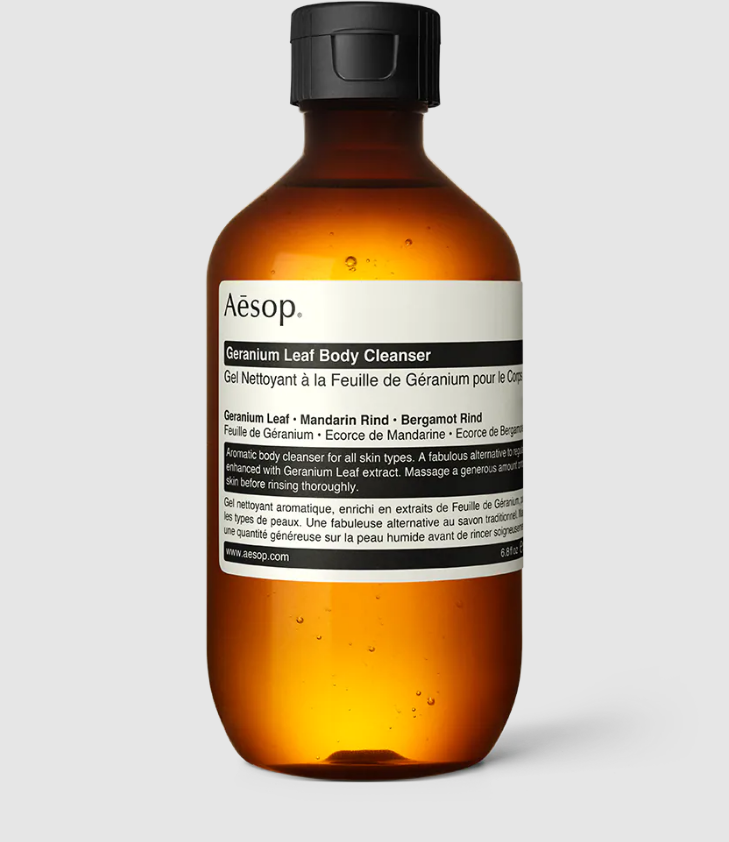 Aēsop®
Geranium Leaf Body Cleanser
Gel Nettoyant à la Feuille de Géranium pour le Corps
Geranium Leaf • Mandarin Rind • Bergamot Rind
Feuille de Géranium • Ecorce de Mandarine • Ecorce de Bergamo
Aromatic body cleanser for all skin types. A fabulous alternative to
enhanced with Geranium Leaf extract. Massage a generous amount
skin before rinsing thoroughly.
Gel nettoyant aromatique, enrichi en extraits de Feuille de Géranium,
les types de peaux. Une fabuleuse alternative au savon traditionnel.
une quantité généreuse sur la peau humide avant de rincer
www.aesop.com 6.8 fl oz